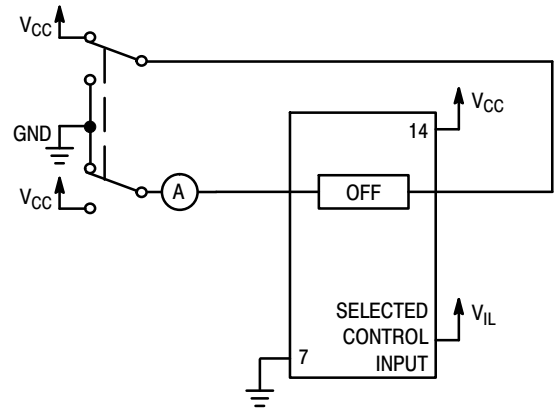 VCC
VCC
14
GND
VCC
A
OFF
SELECTED
CONTROL
INPUT
VIL
7